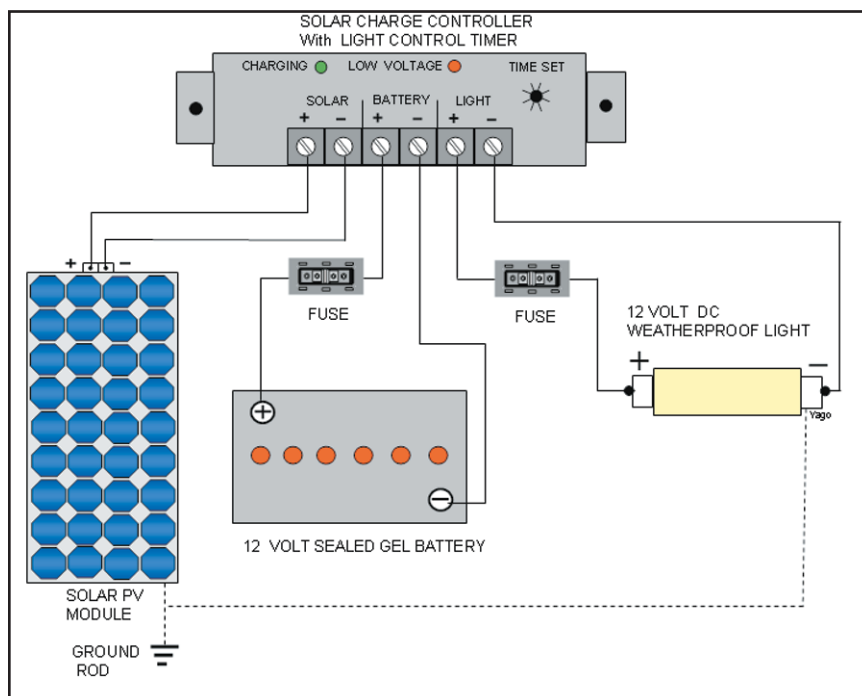 SOLAR CHARGE CONTROLLER
With LIGHT CONTROL TIMER
CHARGING LOW VOLTAGE TIME SET
SOLAR BATTERY LIGHT
+ − + − + −
+ −
FUSE
FUSE
12 VOLT DC
WEATHERPROOF LIGHT
+ −
Yago
+
−
12 VOLT SEALED GEL BATTERY
SOLAR PV
MODULE
GROUND
ROD